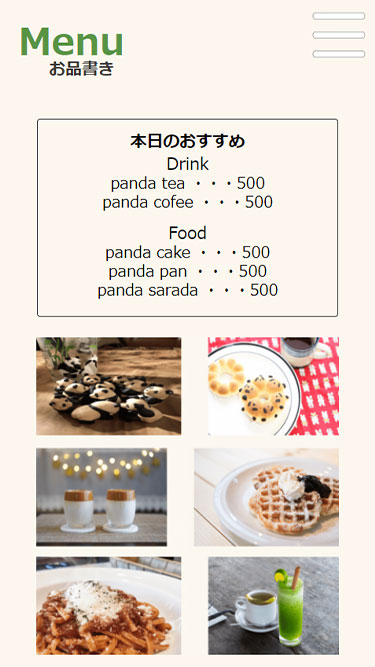 Menu
お品書き
本日のおすすめ
Drink
panda tea ・・・500
panda cofee ・・・500
Food
panda cake ・・・500
panda pan ・・・500
panda sarada ・・・500